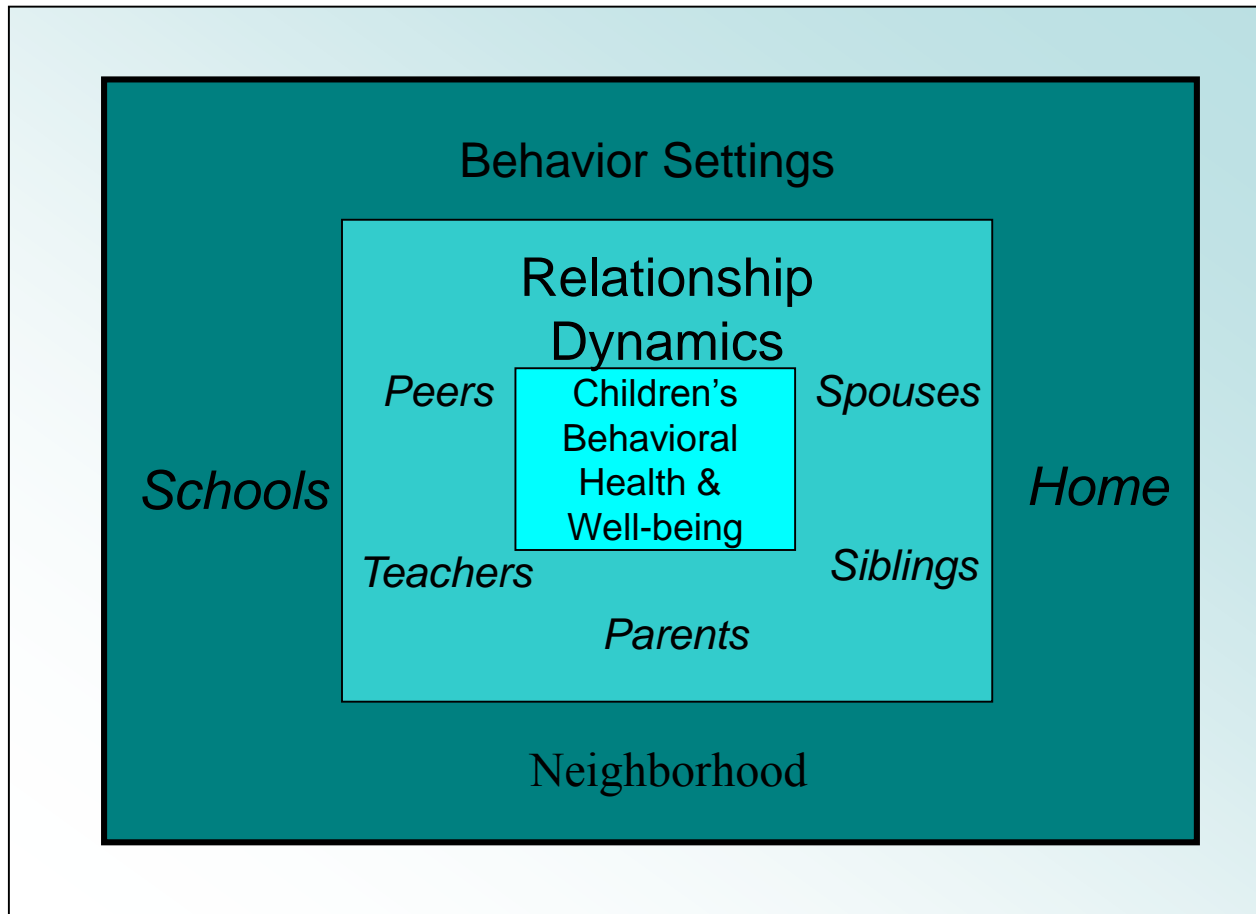 Behavior Settings
Relationship
Dynamics
Peers
Children’s
Spouses
Behavioral
Schools
Health &
Home
Well-being
Teachers
Siblings
Parents
Neighborhood